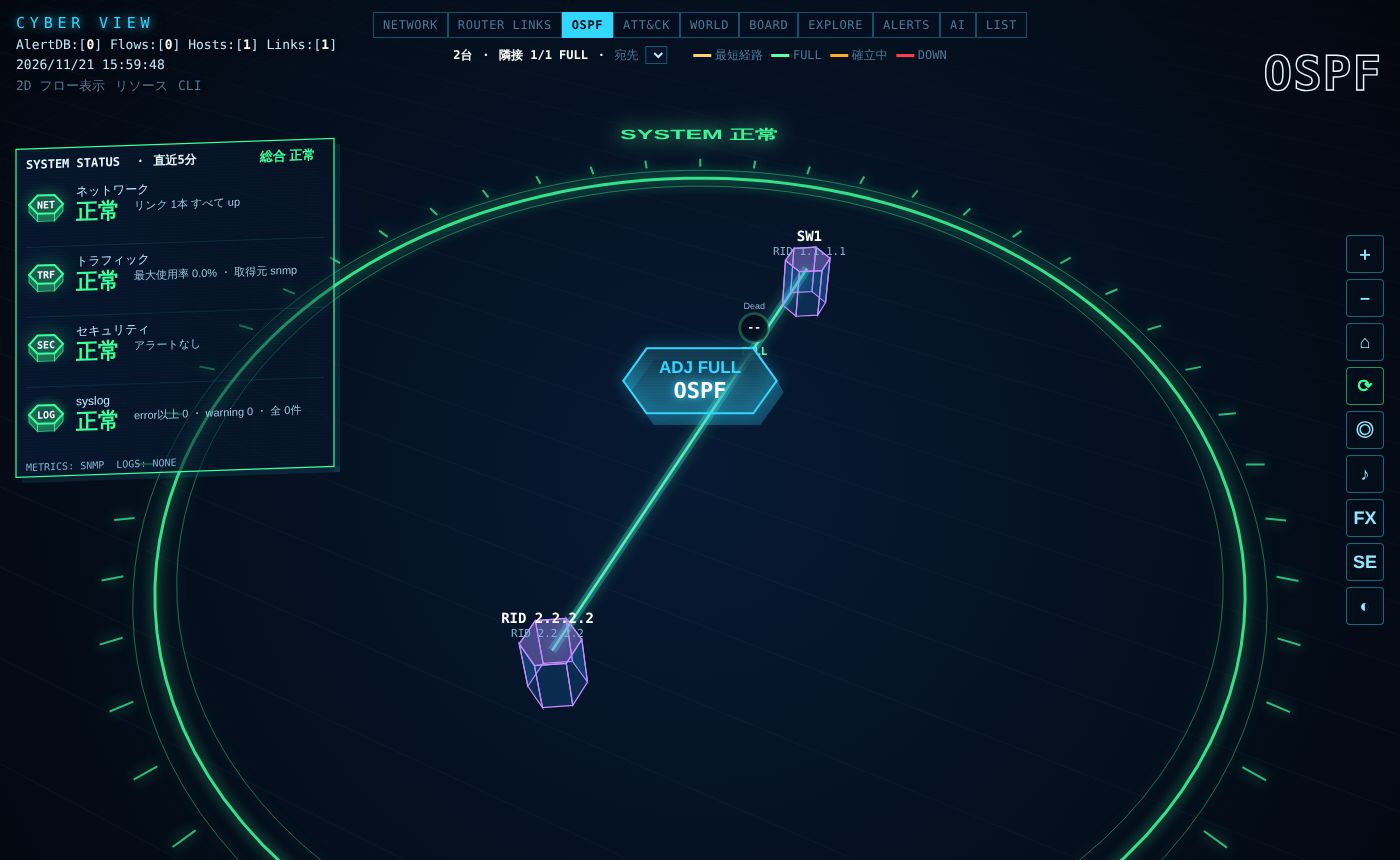 CYBER VIEW
AlertDB:[0] Flows:[0] Hosts:[1] Links:[1]
2026/11/21 15:59:48
2D フロー表示 リソース CLI
NETWORK ROUTER LINKS OSPF ATT&CK WORLD BOARD EXPLORE ALERTS AI LIST
2台 ・ 隣接 1/1 FULL ・ 宛先
最短経路 FULL 確立中 DOWN
OSPF
SYSTEM 正常
SYSTEM STATUS ・ 直近5分 総合 正常
NET
ネットワーク
正常 リンク 1本 すべて up
TRF
トラフィック
正常 最大使用率 0.0% ・ 取得元 snmp
SEC
セキュリティ
正常 アラートなし
LOG
syslog
正常 error以上 0 ・ warning 0 ・ 全 0件
METRICS: SNMP LOGS: NONE
SW1
RID 1.1.1.1
Dead
--
ADJ FULL
OSPF
RID 2.2.2.2
RID 2.2.2.2
+
−
⌂
⟳
◎
♪
FX
SE
◐